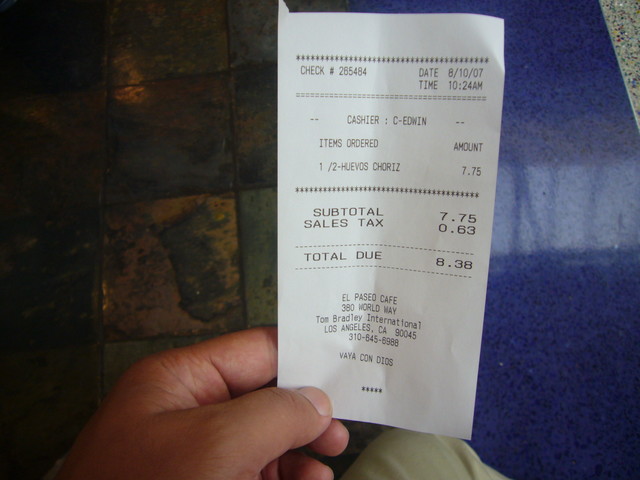 ****************************************
CHECK # 265484 DATE 8/10/07
TIME 10:24AM
========================================
-- CASHIER : C-EDWIN --
ITEMS ORDERED AMOUNT
1 /2-HUEVOS CHORIZ 7.75
****************************************
SUBTOTAL 7.75
SALES TAX 0.63
----------------------------------------
TOTAL DUE 8.38
----------------------------------------
EL PASEO CAFE
380 WORLD WAY
Tom Bradley International
LOS ANGELES, CA 90045
310-645-6988
VAYA CON DIOS
*****